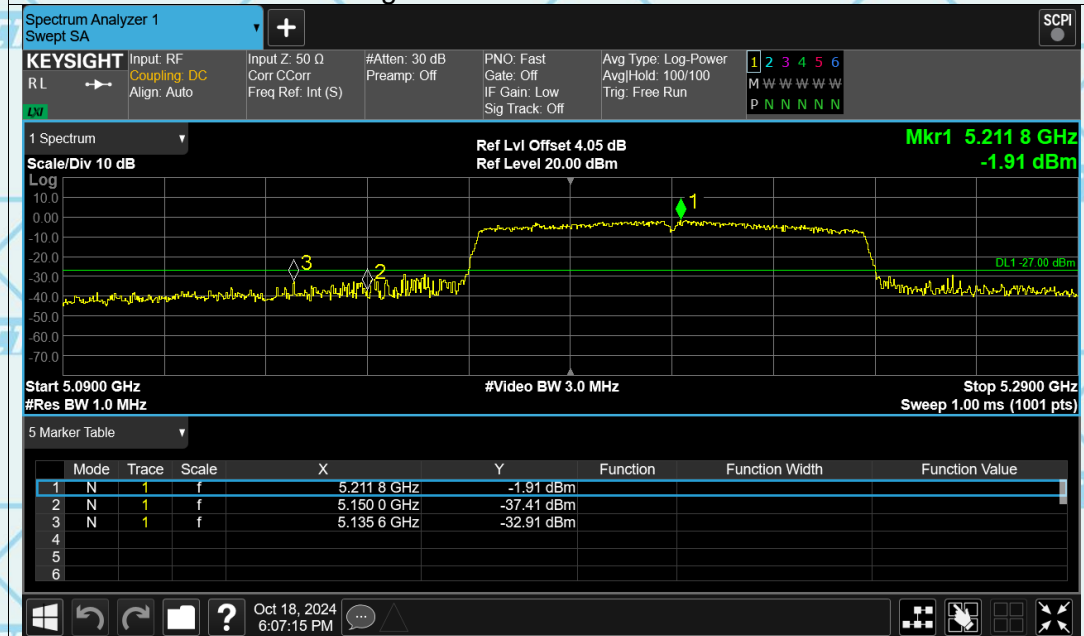 Spectrum Analyzer 1
Swept SA
+
SCPI
KEYSIGHT
RL
LXI
Input: RF
Coupling: DC
Align: Auto
Input Z: 50 Ω
Corr CCorr
Freq Ref: Int (S)
#Atten: 30 dB
Preamp: Off
PNO: Fast
Gate: Off
IF Gain: Low
Sig Track: Off
Avg Type: Log-Power
Avg|Hold: 100/100
Trig: Free Run
1 2 3 4 5 6
M W W W W W
P N N N N N
1 Spectrum
Scale/Div 10 dB
Ref Lvl Offset 4.05 dB
Ref Level 20.00 dBm
Mkr1 5.211 8 GHz
-1.91 dBm
Log
10.0
0.00
-10.0
-20.0
-30.0
-40.0
-50.0
-60.0
-70.0
1
3
2
DL1 -27.00 dBm
Start 5.0900 GHz
#Video BW 3.0 MHz
Stop 5.2900 GHz
#Res BW 1.0 MHz
Sweep 1.00 ms (1001 pts)
5 Marker Table
Mode Trace Scale X Y Function Function Width Function Value
1 N 1 f 5.211 8 GHz -1.91 dBm
2 N 1 f 5.150 0 GHz -37.41 dBm
3 N 1 f 5.135 6 GHz -32.91 dBm
4
5
6
?
Oct 18, 2024
6:07:15 PM